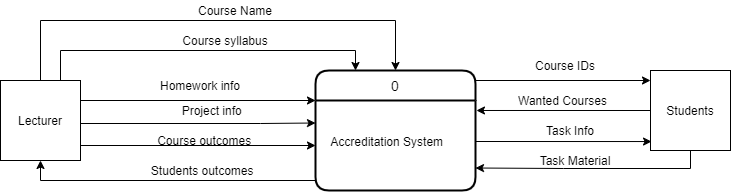 Course Name
Course syllabus
Homework info
Project info
Course outcomes
Students outcomes
Lecturer
0
Accreditation System
Course IDs
Wanted Courses
Task Info
Task Material
Students